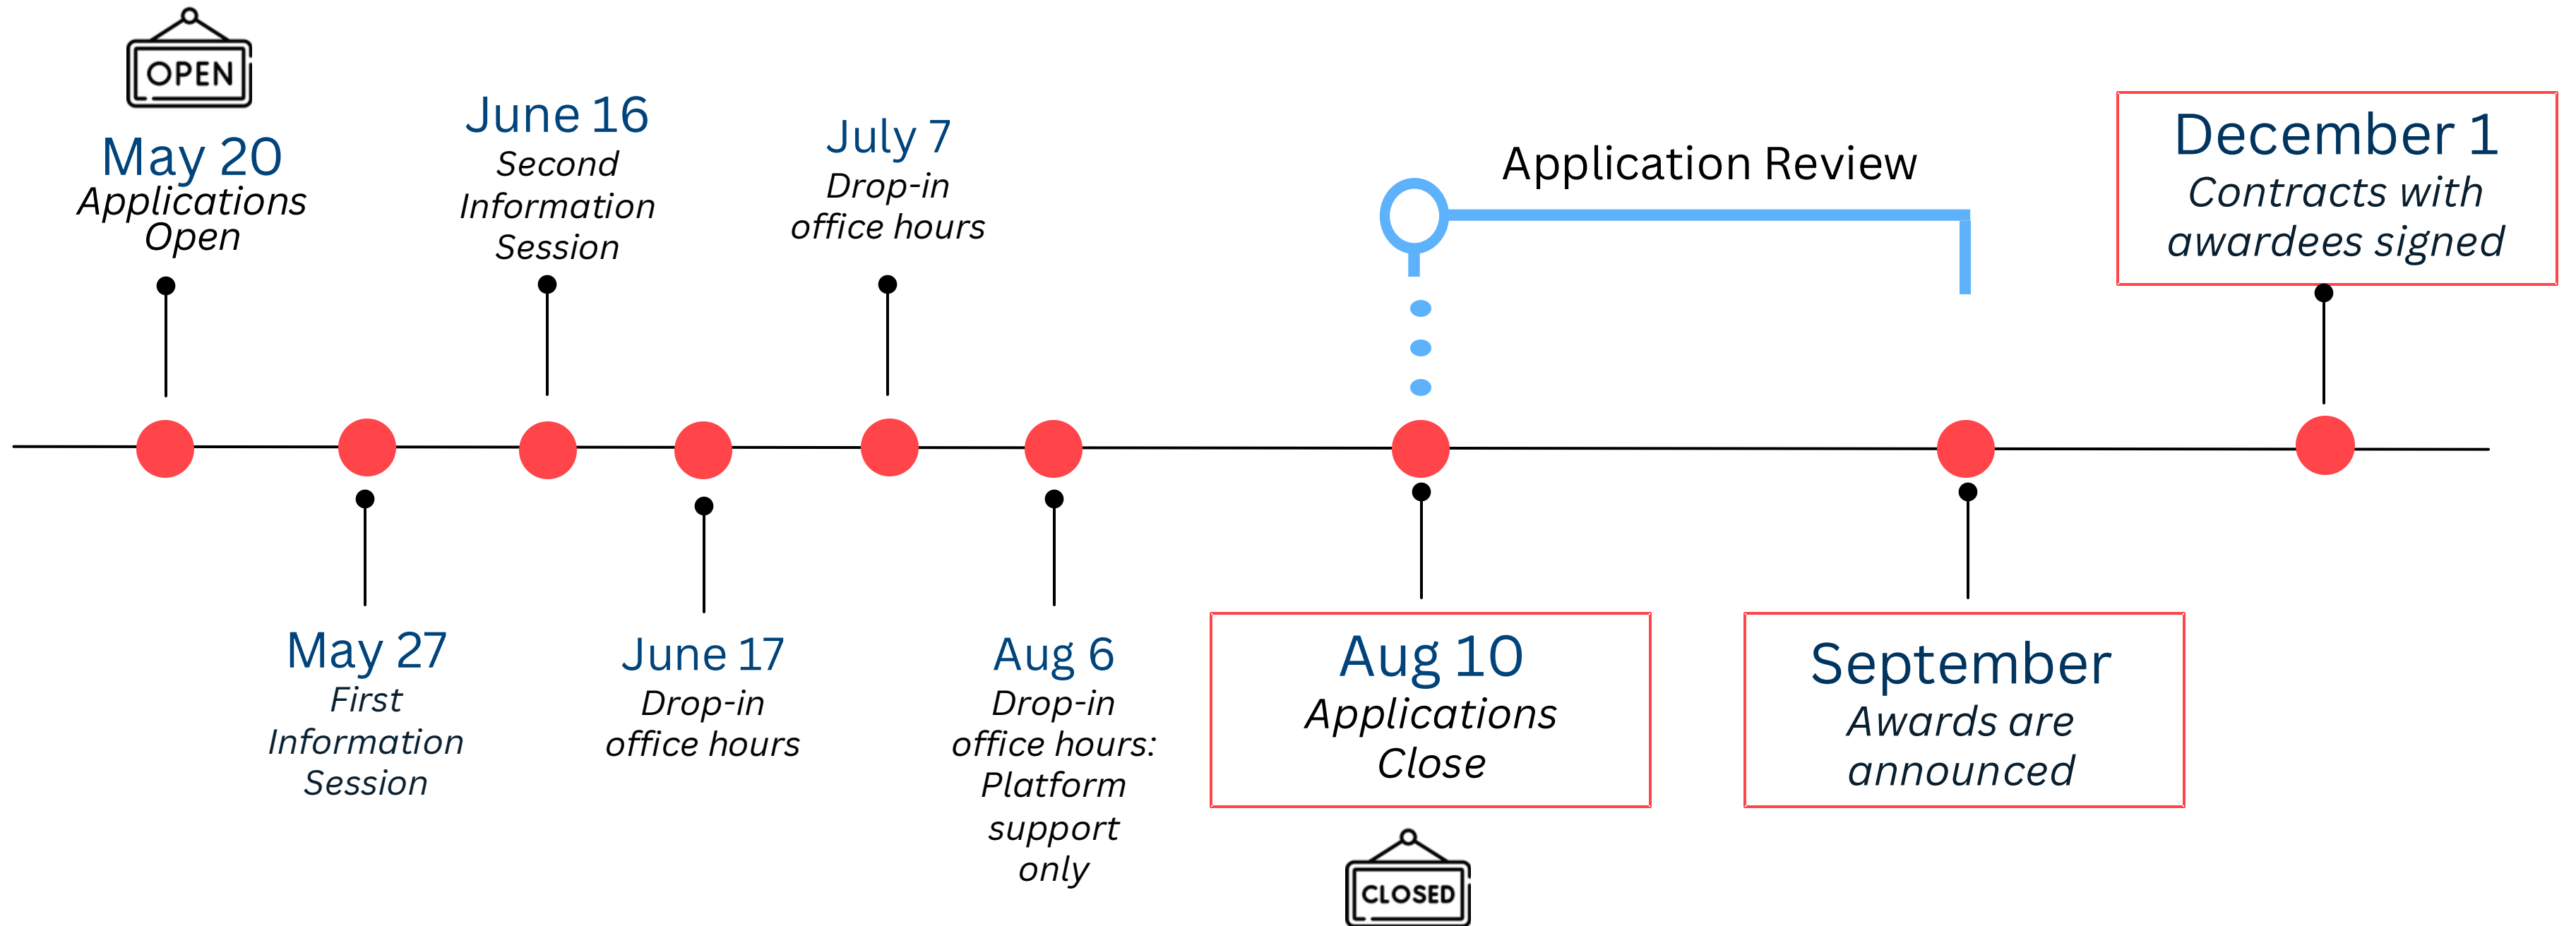 OPEN
May 20
Applications
Open
June 16
Second
Information
Session
July 7
Drop-in
office hours
Application Review
December 1
Contracts with
awardees signed
May 27
First
Information
Session
June 17
Drop-in
office hours
Aug 6
Drop-in
office hours:
Platform
support
only
Aug 10
Applications
Close
CLOSED
September
Awards are
announced